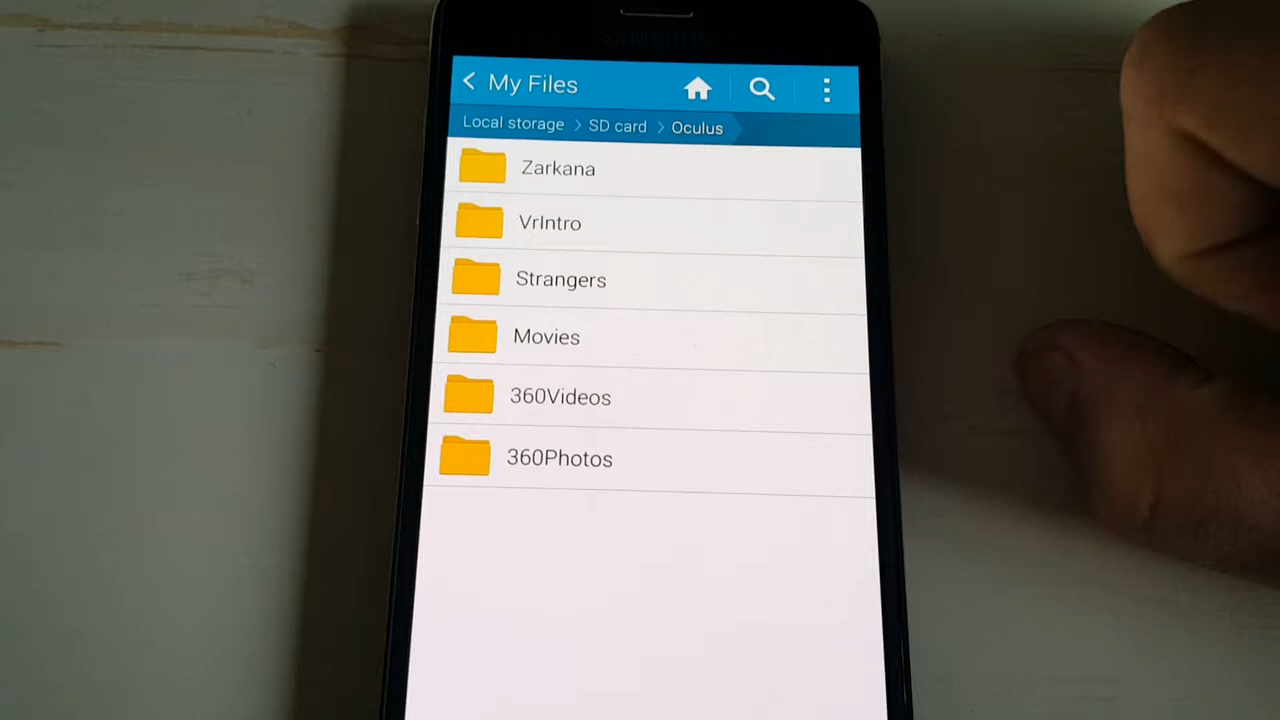 My Files
Local storage > SD card > Oculus
Zarkana
VrIntro
Strangers
Movies
360Videos
360Photos